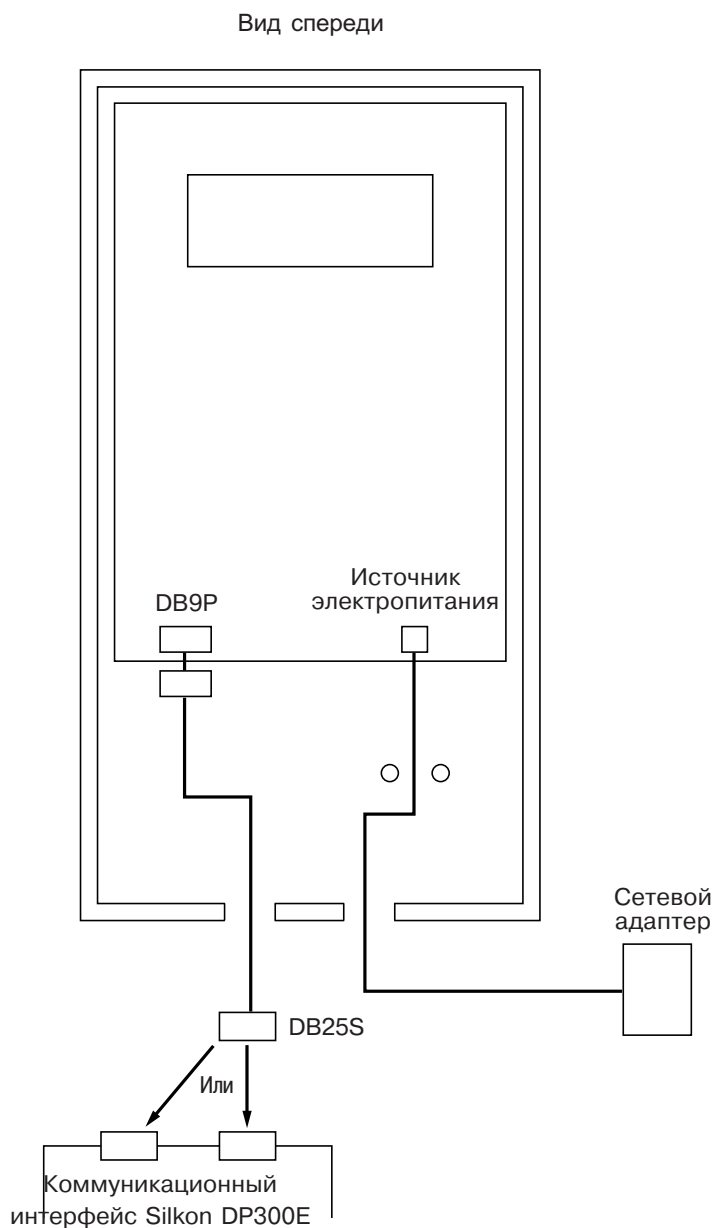 Вид спереди
Источник
электропитания
DB9P
Сетевой
адаптер
DB25S
Или
Коммуникационный
интерфейс Silkon DP300E